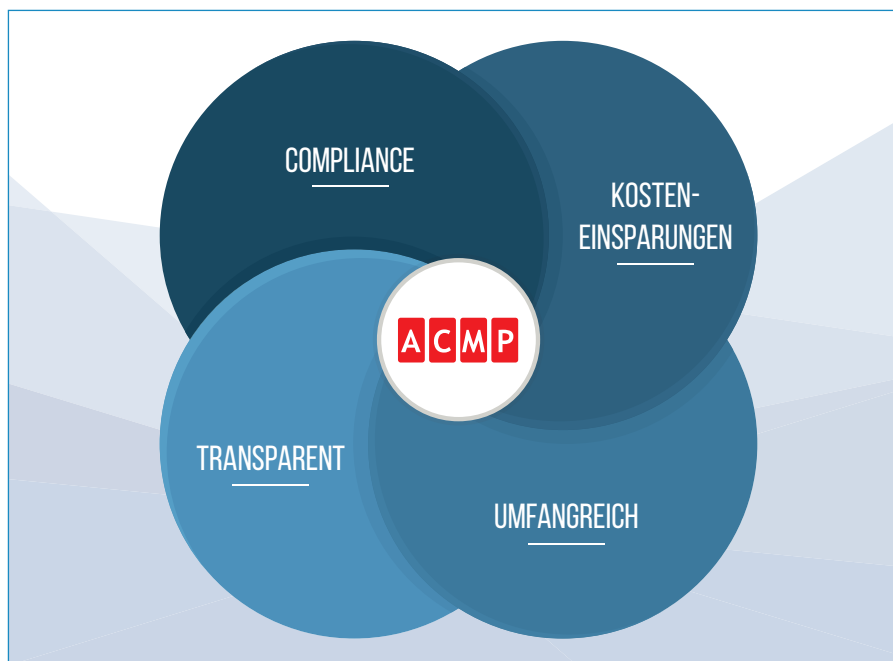 COMPLIANCE
KOSTEN-
EINSPARUNGEN
ACMP
TRANSPARENT
UMFANGREICH